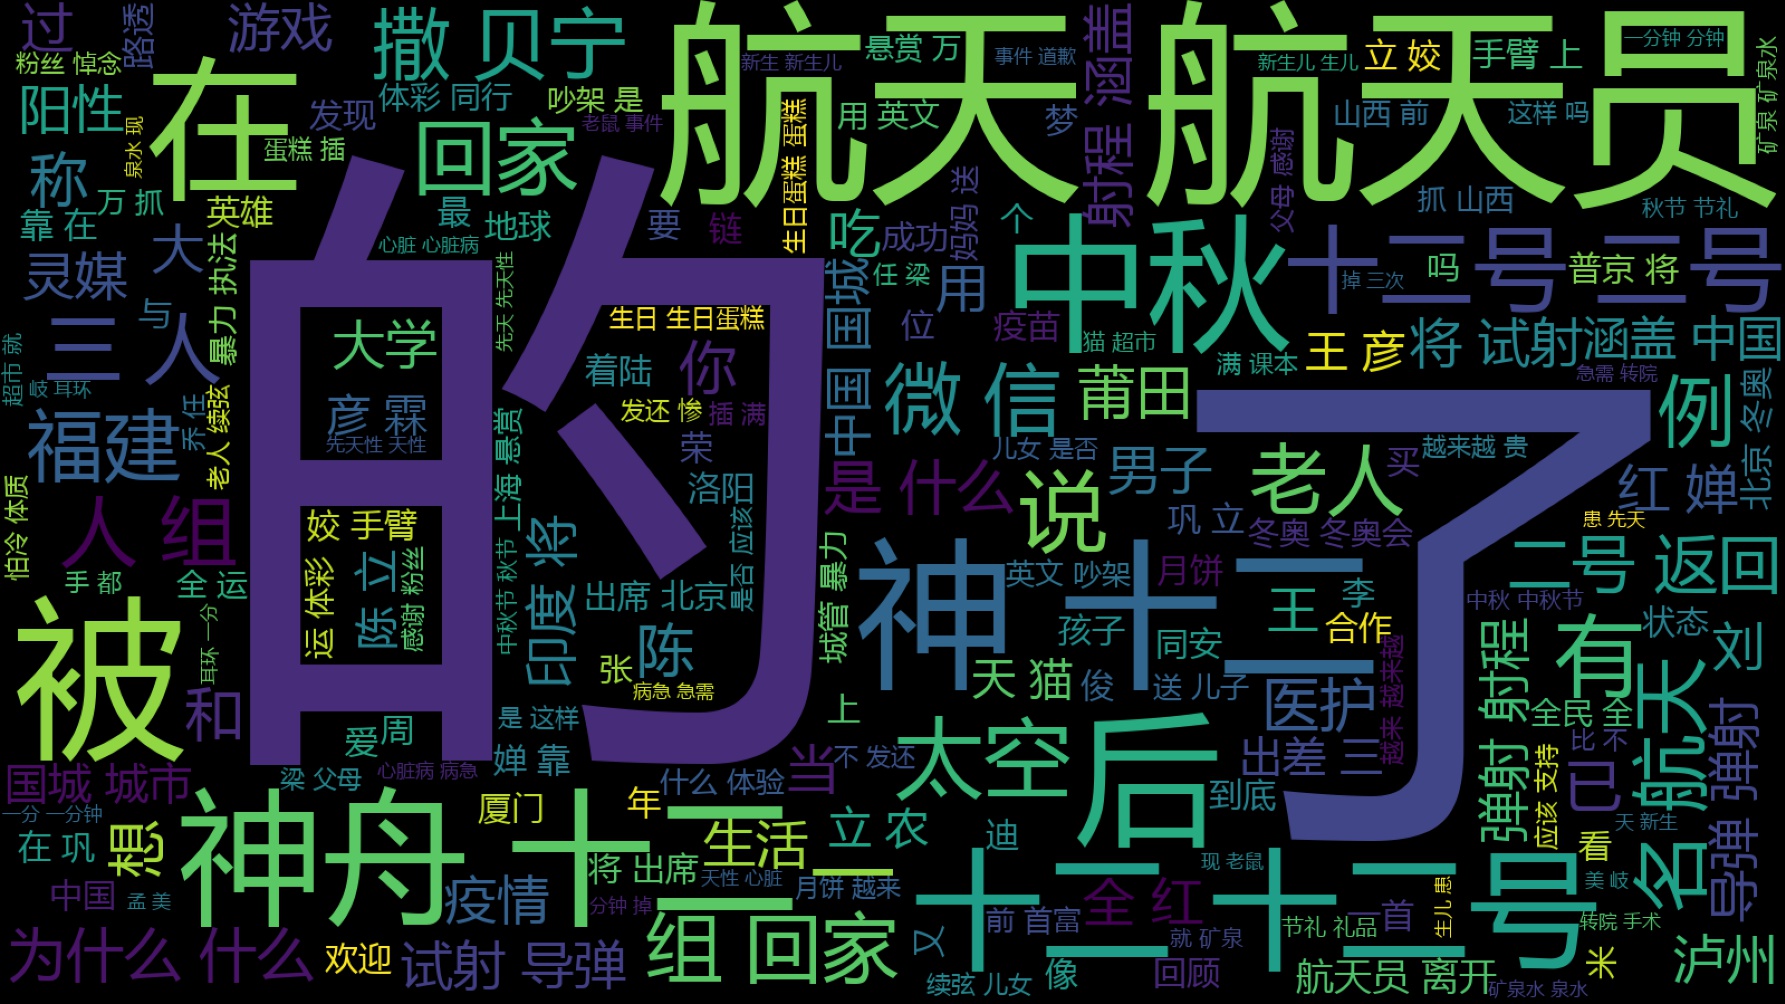 过
路透
游戏
撒 贝宁
航天 航天员
悬赏 万
事件 道歉
新生 新生儿
涵盖
立 姣
手臂 上
一分钟 分钟
新生儿 生儿
矿泉 矿泉水
粉丝 悼念
在
体彩 同行
吵架 是
老鼠 事件
用 英文
梦
山西 前
这样 吗
阳性
发现
泉水 现
蛋糕 插
回家
生日蛋糕 蛋糕
射程
父母 感谢
称
万 抓
英雄
最
地球
要
链
吃
成功
妈妈 送
个
抓 山西
秋节 节礼
靠 在
大
心脏 心脏病
任 梁
中秋
十二号 二号
吗
普京 将
掉 三次
灵媒
与
暴力 执法
先天 先天性
的
生日 生日蛋糕
中国 国城
位
用
疫苗
猫 超市
满 课本
王 彦
将 试射
涵盖 中国
急需 转院
超市 就
三 人
大学
着陆
你
岐 耳环
乔 任
老人 续弦
彦 霖
先天性 天性
发还 惨
插 满
微 信
莆田
了
例
北京 冬奥
福建
荣
洛阳
儿女 是否
男子
老人
买
越来越 贵
红 婵
上海 悬赏
是 什么
说
巩 立
冬奥 冬奥会
患 先天
怕冷 体质
人 组
姣 手臂
陈 立
运 体彩
感谢 粉丝
中秋节 秋节
印度 将
出席 北京
是否 应该
城管 暴力
神 十二
英文 吵架
月饼
二号 返回
手 都
全 运
耳环 一分
被
和
陈
张
病急 急需
孩子
同安
王
李
合作
中秋 中秋节
状态
刘
弹射 射程
有
天 猫
俊
送 儿子
越来 越来越
上
是 这样
爱
周
医护
全民 全
航天
导弹 弹射
国城 城市
梁 父母
心脏病 病急
婵 靠
什么 体验
当
不 发还
太空
后
出差 三
到底
比 不
应该 支持
已
一分 一分钟
在 巩
想
神舟 十二
厦门
年
生活
立 农
迪
天 新生
看
名
中国
孟 美
疫情
将 出席
天性 心脏
月饼 越来
十二 十二号
现 老鼠
美 岐
分钟 掉
前 首富
全 红
节礼 礼品
一首
生儿 患
转院 手术
为什么 什么
欢迎
试射 导弹
三 组 回家
又
就 矿泉
续弦 儿女
像
回顾
航天员 离开
矿泉水 泉水
米
泸州